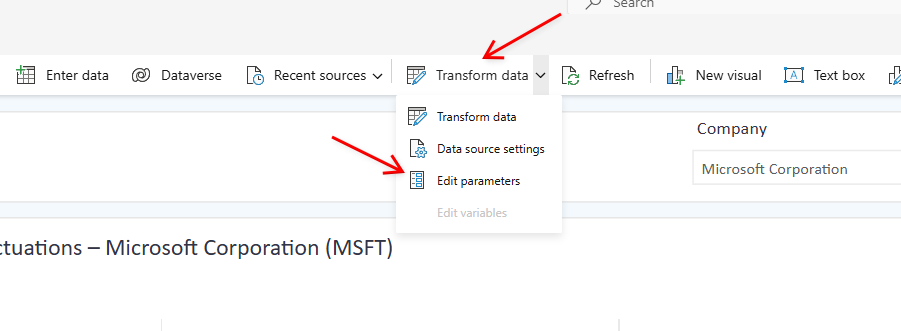 Search
Enter data Dataverse Recent sources Transform data Refresh New visual Text box
Transform data
Data source settings
Edit parameters
Edit variables
Company
Microsoft Corporation
ctuations – Microsoft Corporation (MSFT)